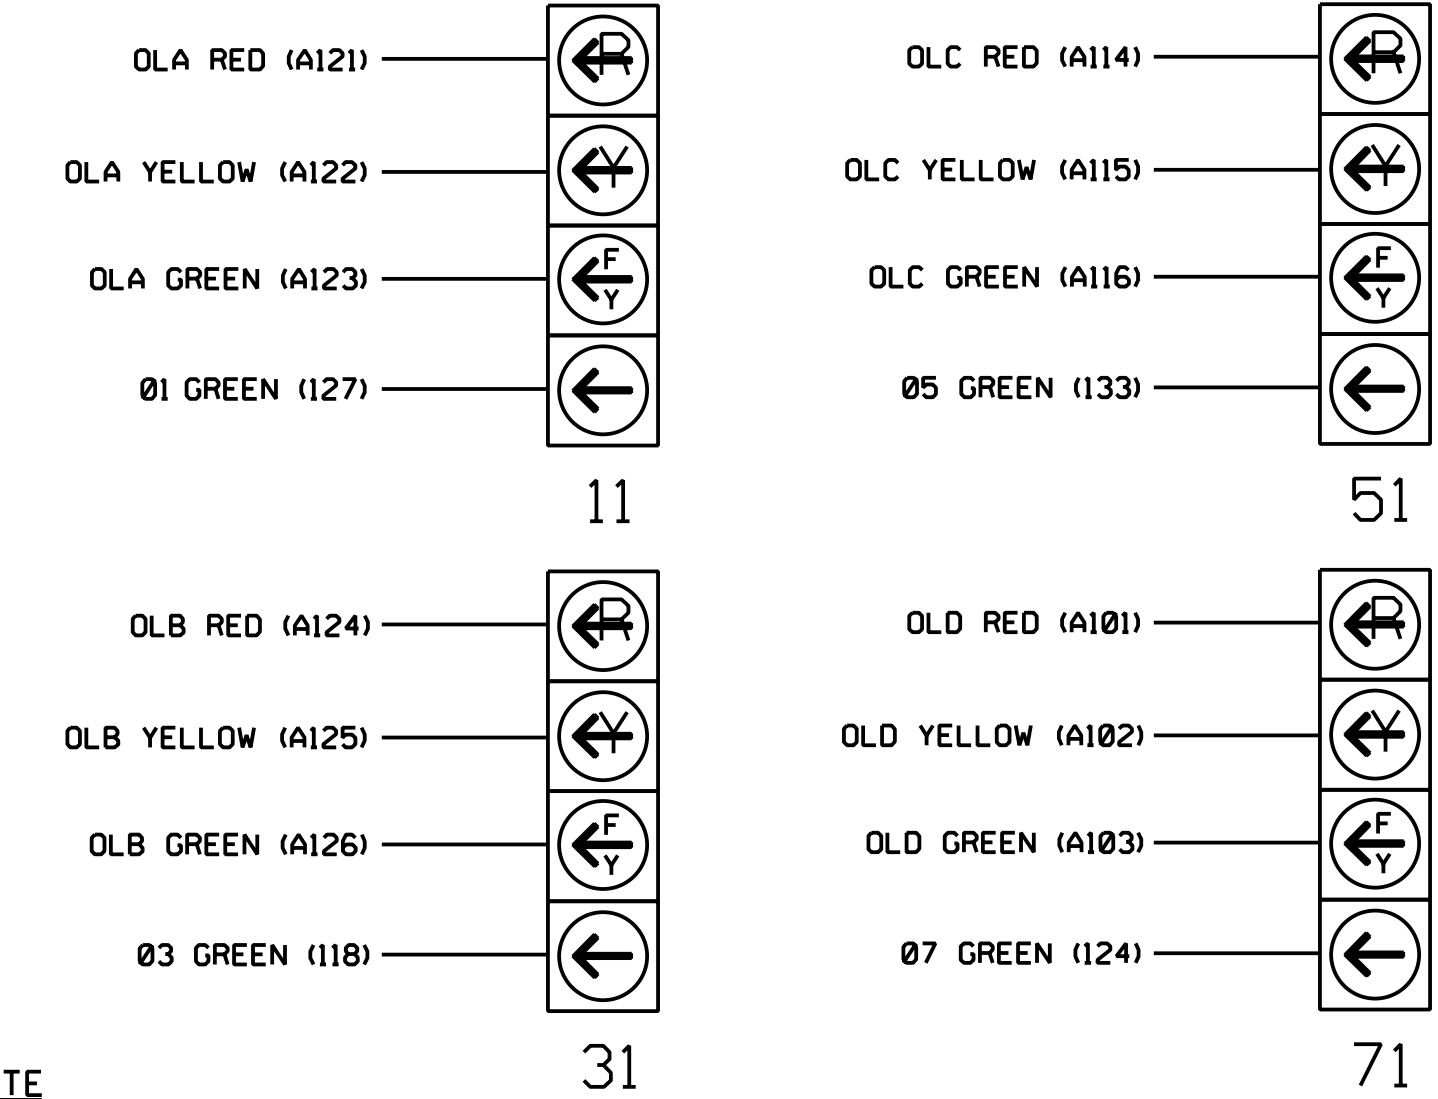 OLA RED (A121)
R
OLA YELLOW (A122)
Y
OLA GREEN (A123)
F
Y
01 GREEN (127)
11
OLC RED (A114)
R
OLC YELLOW (A115)
Y
OLC GREEN (A116)
F
Y
05 GREEN (133)
51
OLB RED (A124)
R
OLB YELLOW (A125)
Y
OLB GREEN (A126)
F
Y
03 GREEN (118)
31
OLD RED (A101)
R
OLD YELLOW (A102)
Y
OLD GREEN (A103)
F
Y
07 GREEN (124)
71
TE